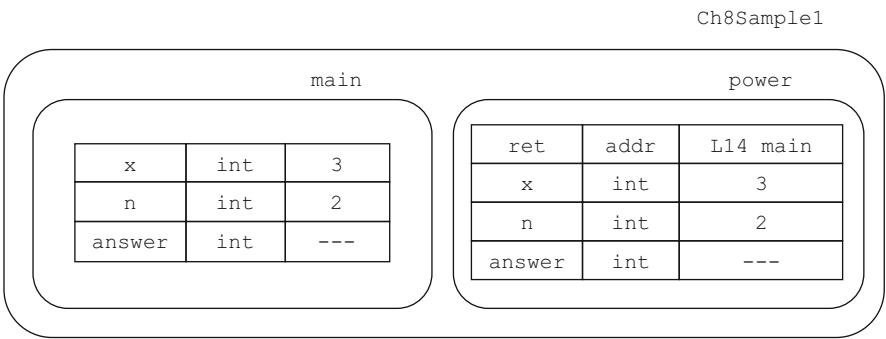 Ch8Sample1
main
x int 3
n int 2
answer int ---
power
ret addr L14 main
x int 3
n int 2
answer int ---